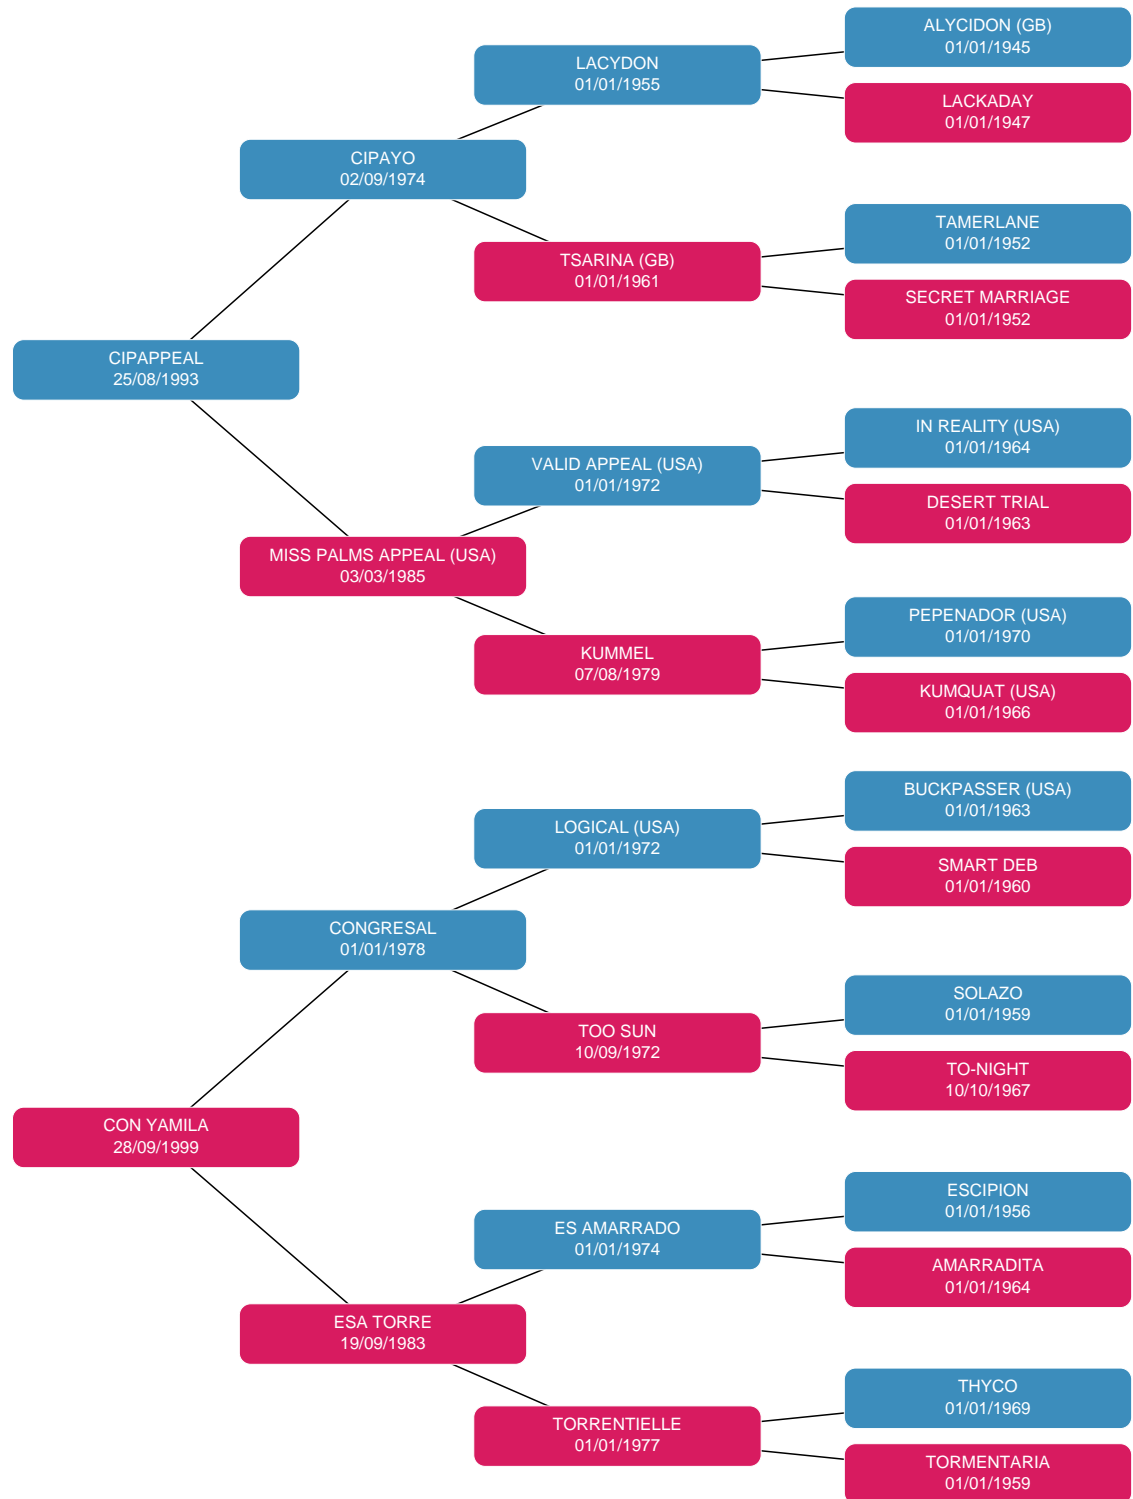 ALYCIDON (GB)
01/01/1945
LACYDON
01/01/1955
LACKADAY
01/01/1947
CIPAYO
02/09/1974
TAMERLANE
01/01/1952
TSARINA (GB)
01/01/1961
SECRET MARRIAGE
01/01/1952
CIPAPPEAL
25/08/1993
IN REALITY (USA)
01/01/1964
VALID APPEAL (USA)
01/01/1972
DESERT TRIAL
01/01/1963
MISS PALMS APPEAL (USA)
03/03/1985
PEPENADOR (USA)
01/01/1970
KUMMEL
07/08/1979
KUMQUAT (USA)
01/01/1966
BUCKPASSER (USA)
01/01/1963
LOGICAL (USA)
01/01/1972
SMART DEB
01/01/1960
CONGRESAL
01/01/1978
SOLAZO
01/01/1959
TOO SUN
10/09/1972
TO-NIGHT
10/10/1967
CON YAMILA
28/09/1999
ESCIPION
01/01/1956
ES AMARRADO
01/01/1974
AMARRADITA
01/01/1964
ESA TORRE
19/09/1983
THYCO
01/01/1969
TORRENTIELLE
01/01/1977
TORMENTARIA
01/01/1959